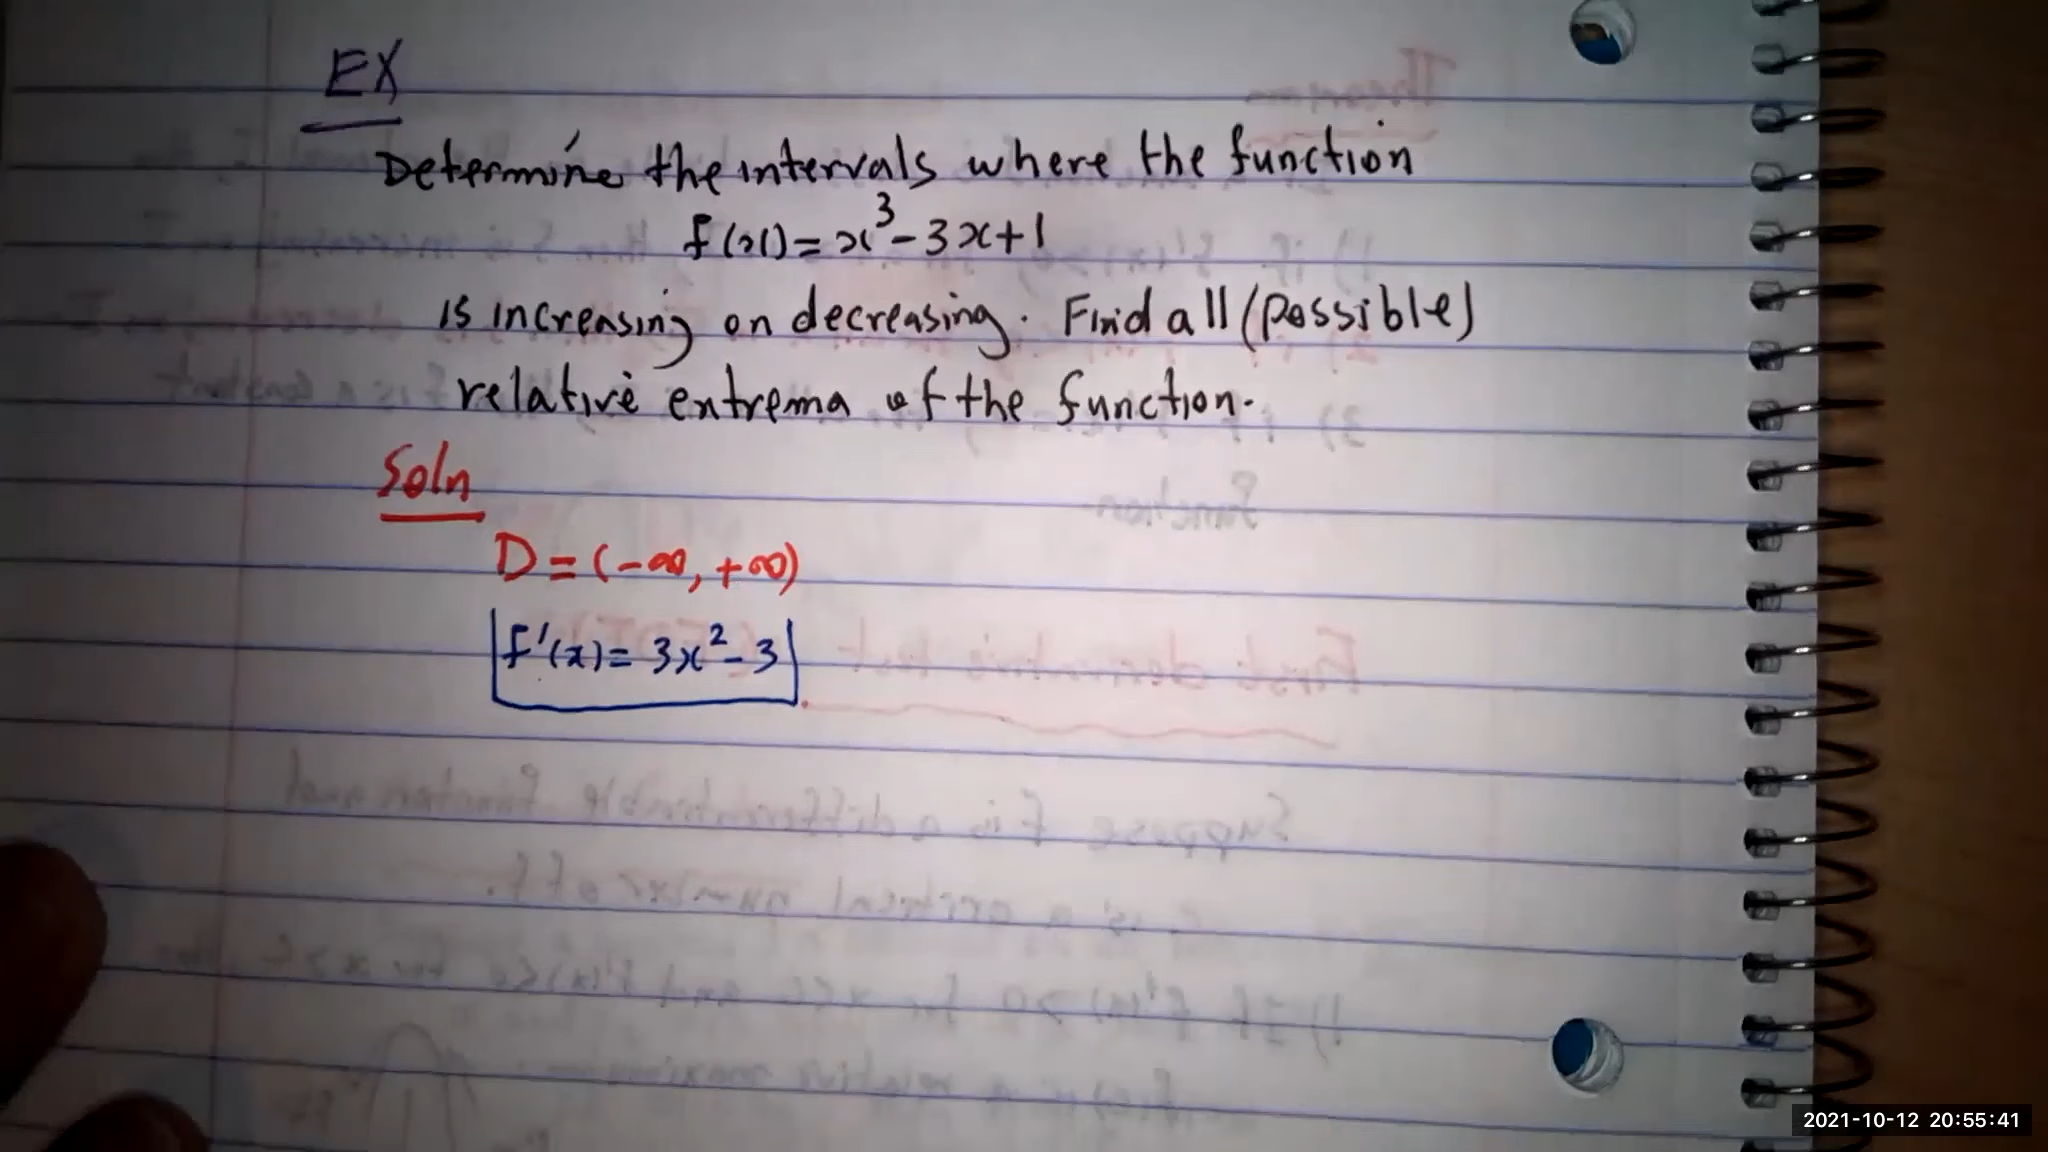 EX
Determine the intervals where the function
f(x) = x³ - 3x + 1
is increasing on decreasing. Find all (possible)
relative extrema of the function.
Soln
D = (-∞, +∞)
f'(x) = 3x² - 3
2021-10-12 20:55:41